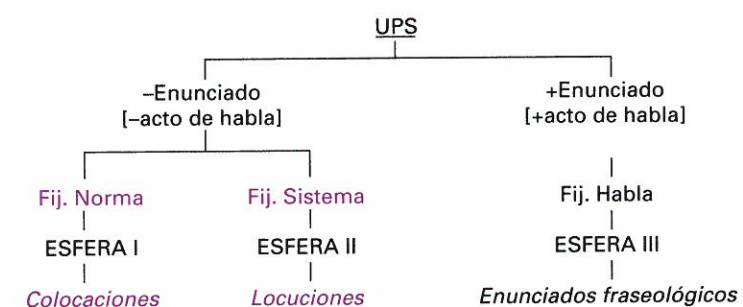 UPS
–Enunciado
[–acto de habla]
+Enunciado
[+acto de habla]
Fij. Norma
Fij. Sistema
Fij. Habla
ESFERA I
ESFERA II
ESFERA III
Colocaciones
Locuciones
Enunciados fraseológicos